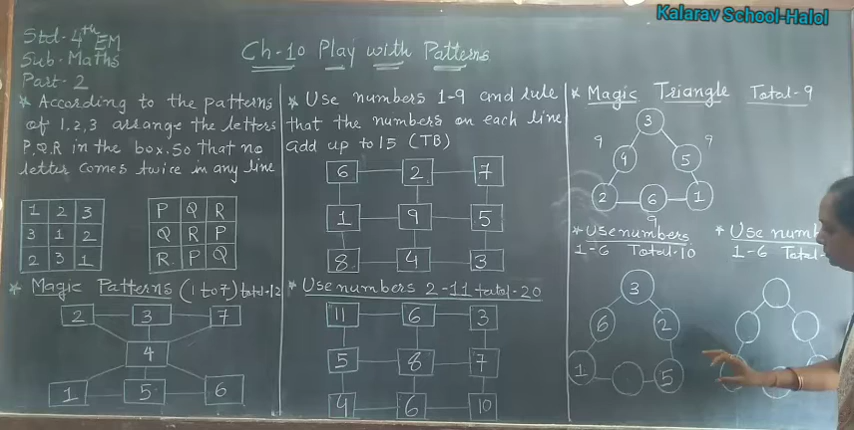 Kalarav School-Halol
Std-4th EM
Sub-Maths
Part-2
Ch-10 Play with Patterns
* According to the patterns
of 1,2,3 arrange the letters
P,Q,R in the box. So that no
letter comes twice in any line
1 2 3
3 1 2
2 3 1
P Q R
Q R P
R P Q
* Magic Patterns (1 to 7) total-12
2 3 7
4
1 5 6
* Use numbers 1-9 and rule
that the numbers on each line
add up to 15 (TB)
6 2 7
1 9 5
8 4 3
* Use numbers 2-11 total-20
11 6 3
5 8 7
4 6 10
* Magic Triangle Total-9
3
9 9
4 5
2 6 1
9
* Use numbers
1-6 Total-10
3
6 2
1 5
* Use numb
1-6 Total-